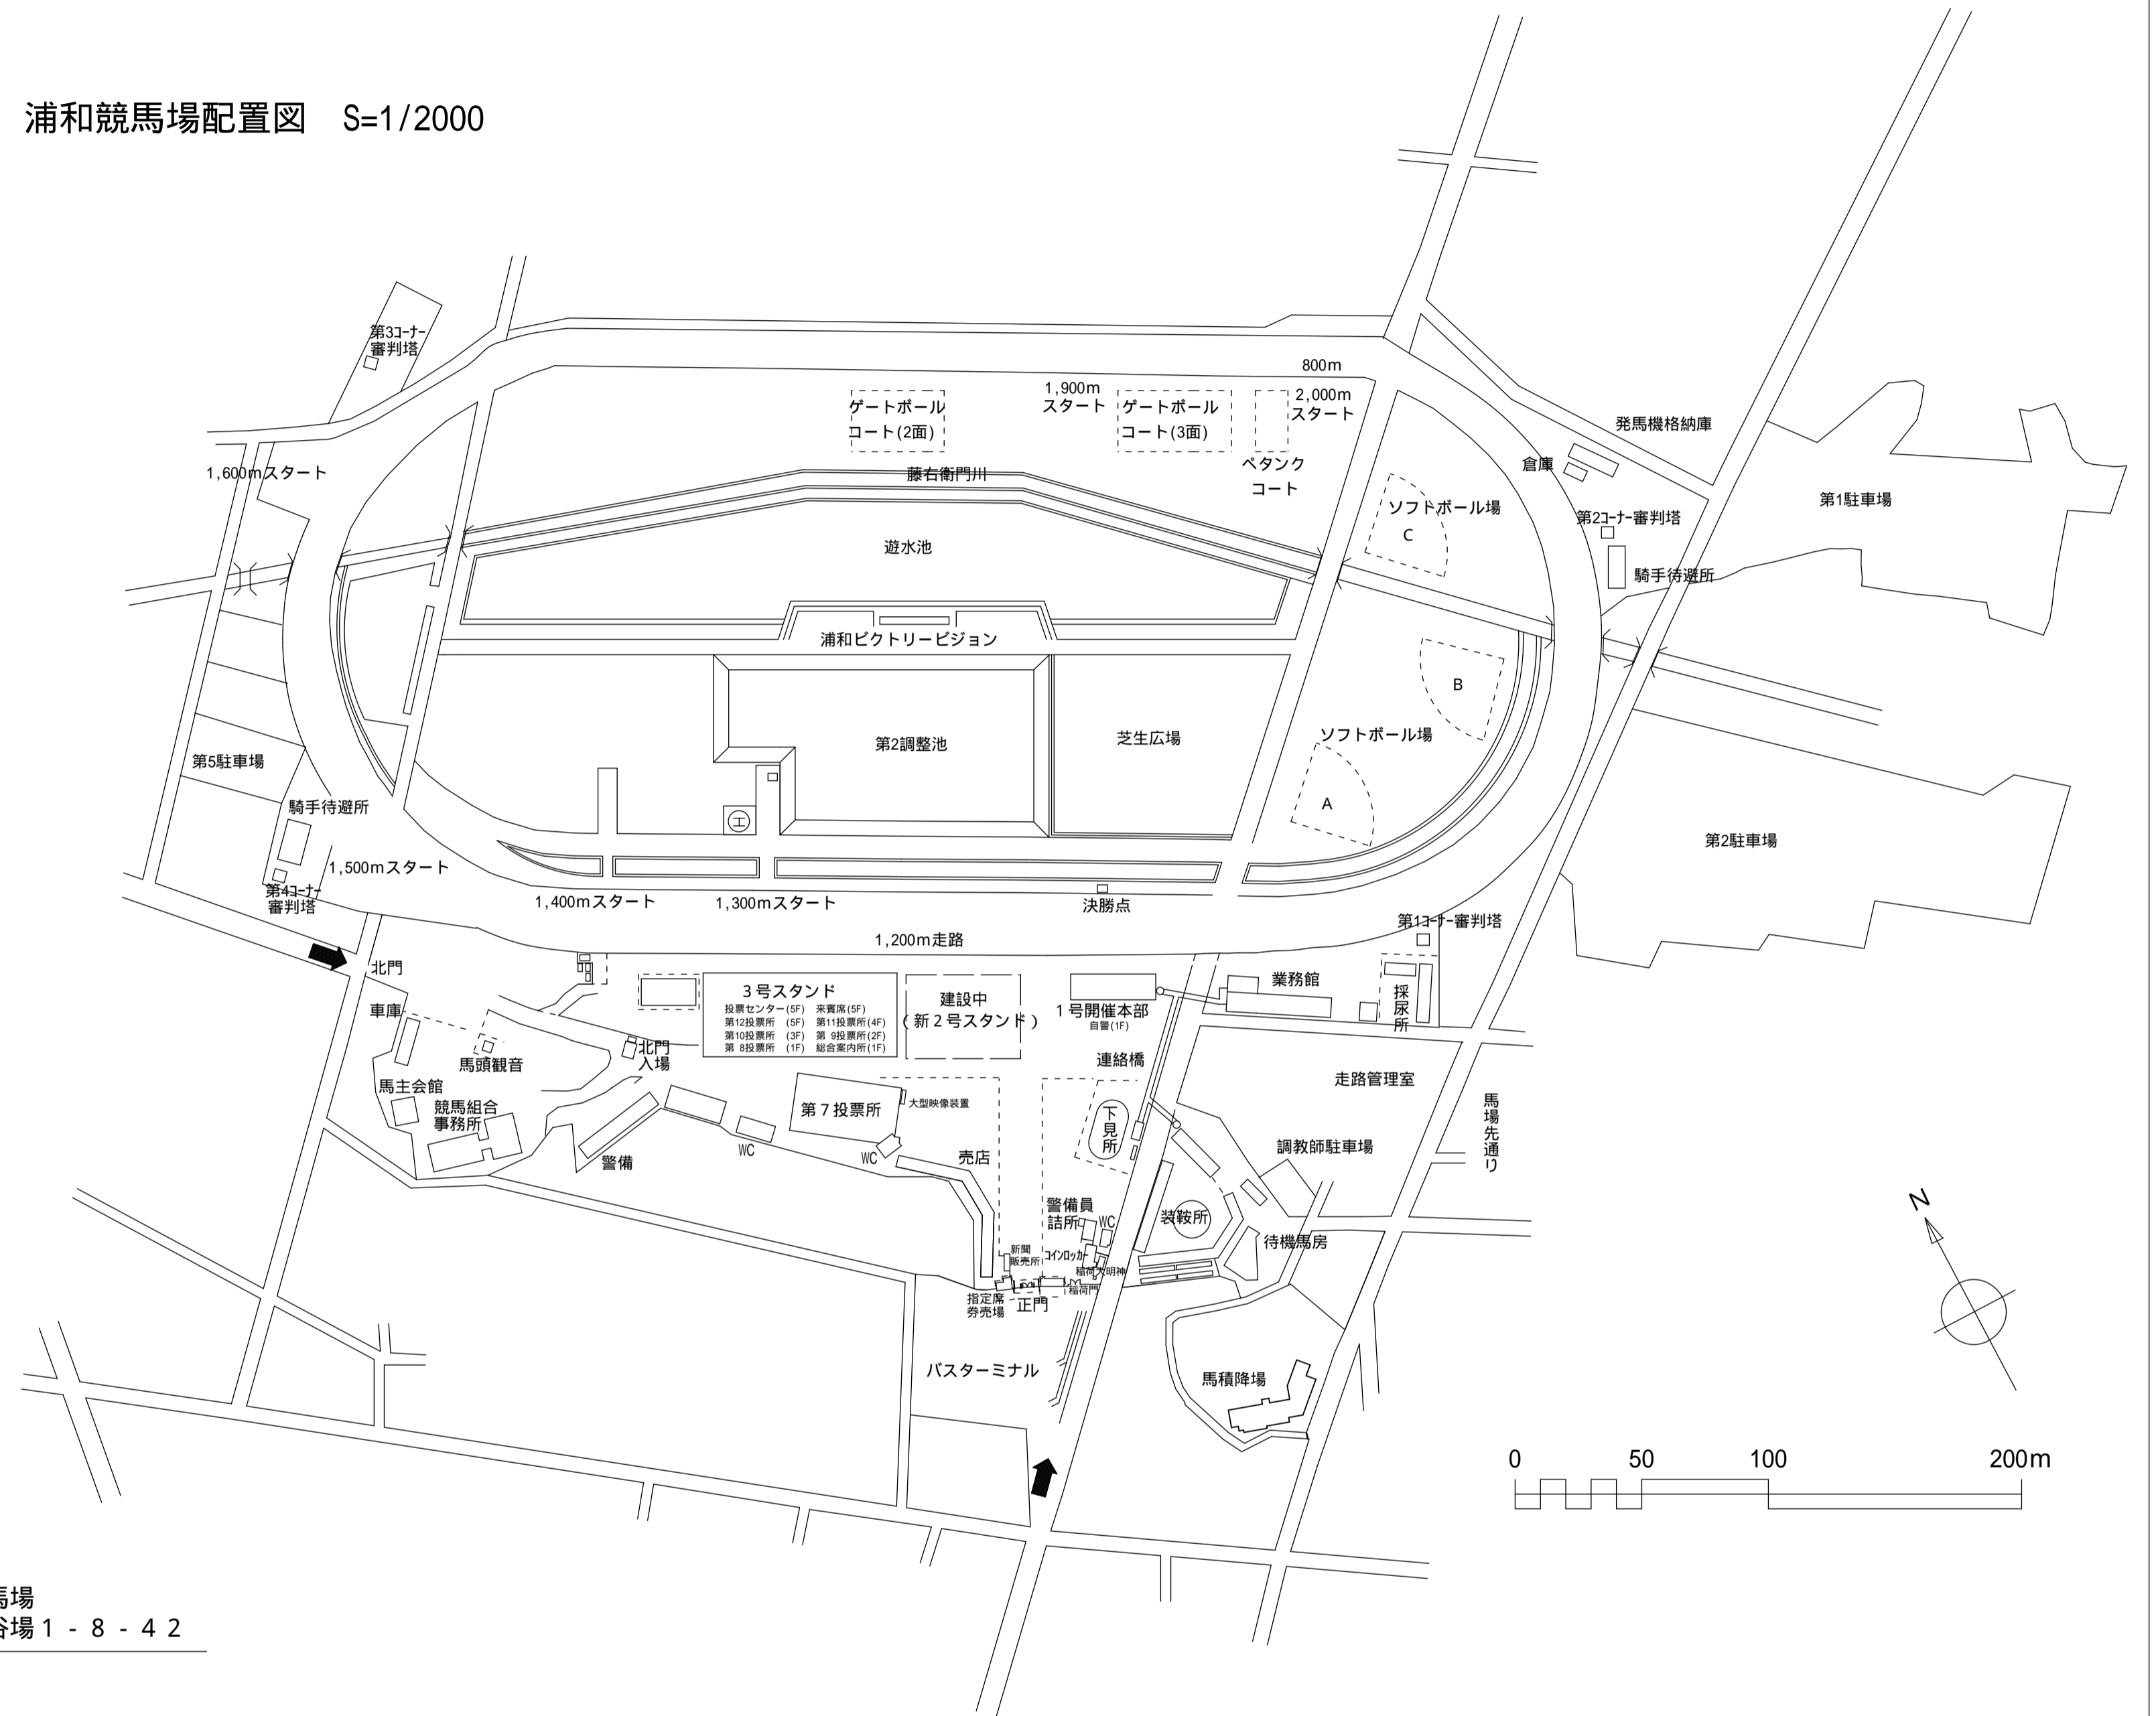 浦和競馬場配置図　S=1/2000
第3ｺｰﾅｰ
審判塔
1,600mスタート
ゲートボール
コート(2面)
1,900m
スタート
ゲートボール
コート(3面)
800m
2,000m
スタート
ペタンク
コート
藤右衛門川
遊水池
浦和ビクトリービジョン
ソフトボール場
C
B
ソフトボール場
A
発馬機格納庫
倉庫
第2ｺｰﾅｰ審判塔
騎手待避所
第1駐車場
第2駐車場
第2調整池
芝生広場
第5駐車場
騎手待避所
1,500mスタート
第4ｺｰﾅｰ
審判塔
H
1,400mスタート
1,300mスタート
決勝点
1,200m走路
第1ｺｰﾅｰ審判塔
北門
車庫
馬頭観音
馬主会館
競馬組合
事務所
北門
入場
警備
WC
3号スタンド
投票センター(5F)　来賓席(5F)
第12投票所　(5F)　第11投票所(4F)
第10投票所　(3F)　第 9投票所(2F)
第 8投票所　(1F)　総合案内所(1F)
建設中
(新2号スタンド)
1号開催本部
自警(1F)
業務館
採尿所
連絡橋
走路管理室
馬場先通り
第7投票所
大型映像装置
WC
売店
下見所
調教師駐車場
警備員
詰所
WC
装鞍所
待機馬房
新聞
販売所
ｺｲﾝﾛｯｶｰ
稲荷大明神
稲荷門
指定席
券売場
正門
バスターミナル
馬積降場
N
0 50 100 200m
馬場
谷場1-8-42